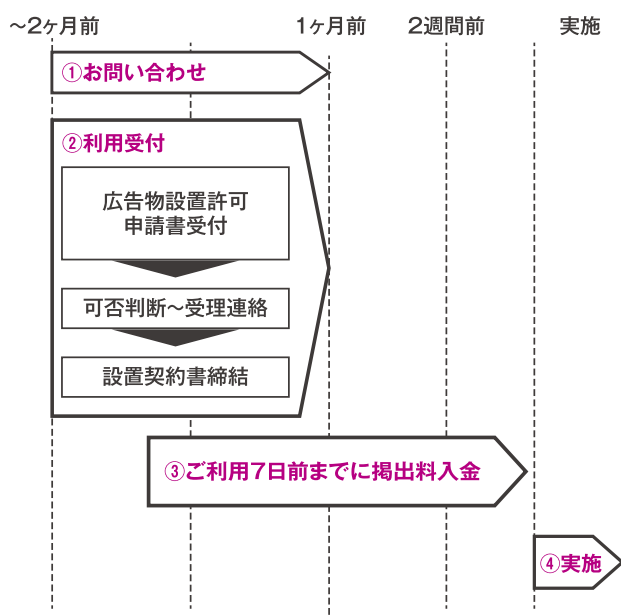 ～2ヶ月前
1ヶ月前
2週間前
実施
①お問い合わせ
②利用受付
広告物設置許可
申請書受付
可否判断～受理連絡
設置契約書締結
③ご利用7日前までに掲出料入金
④実施